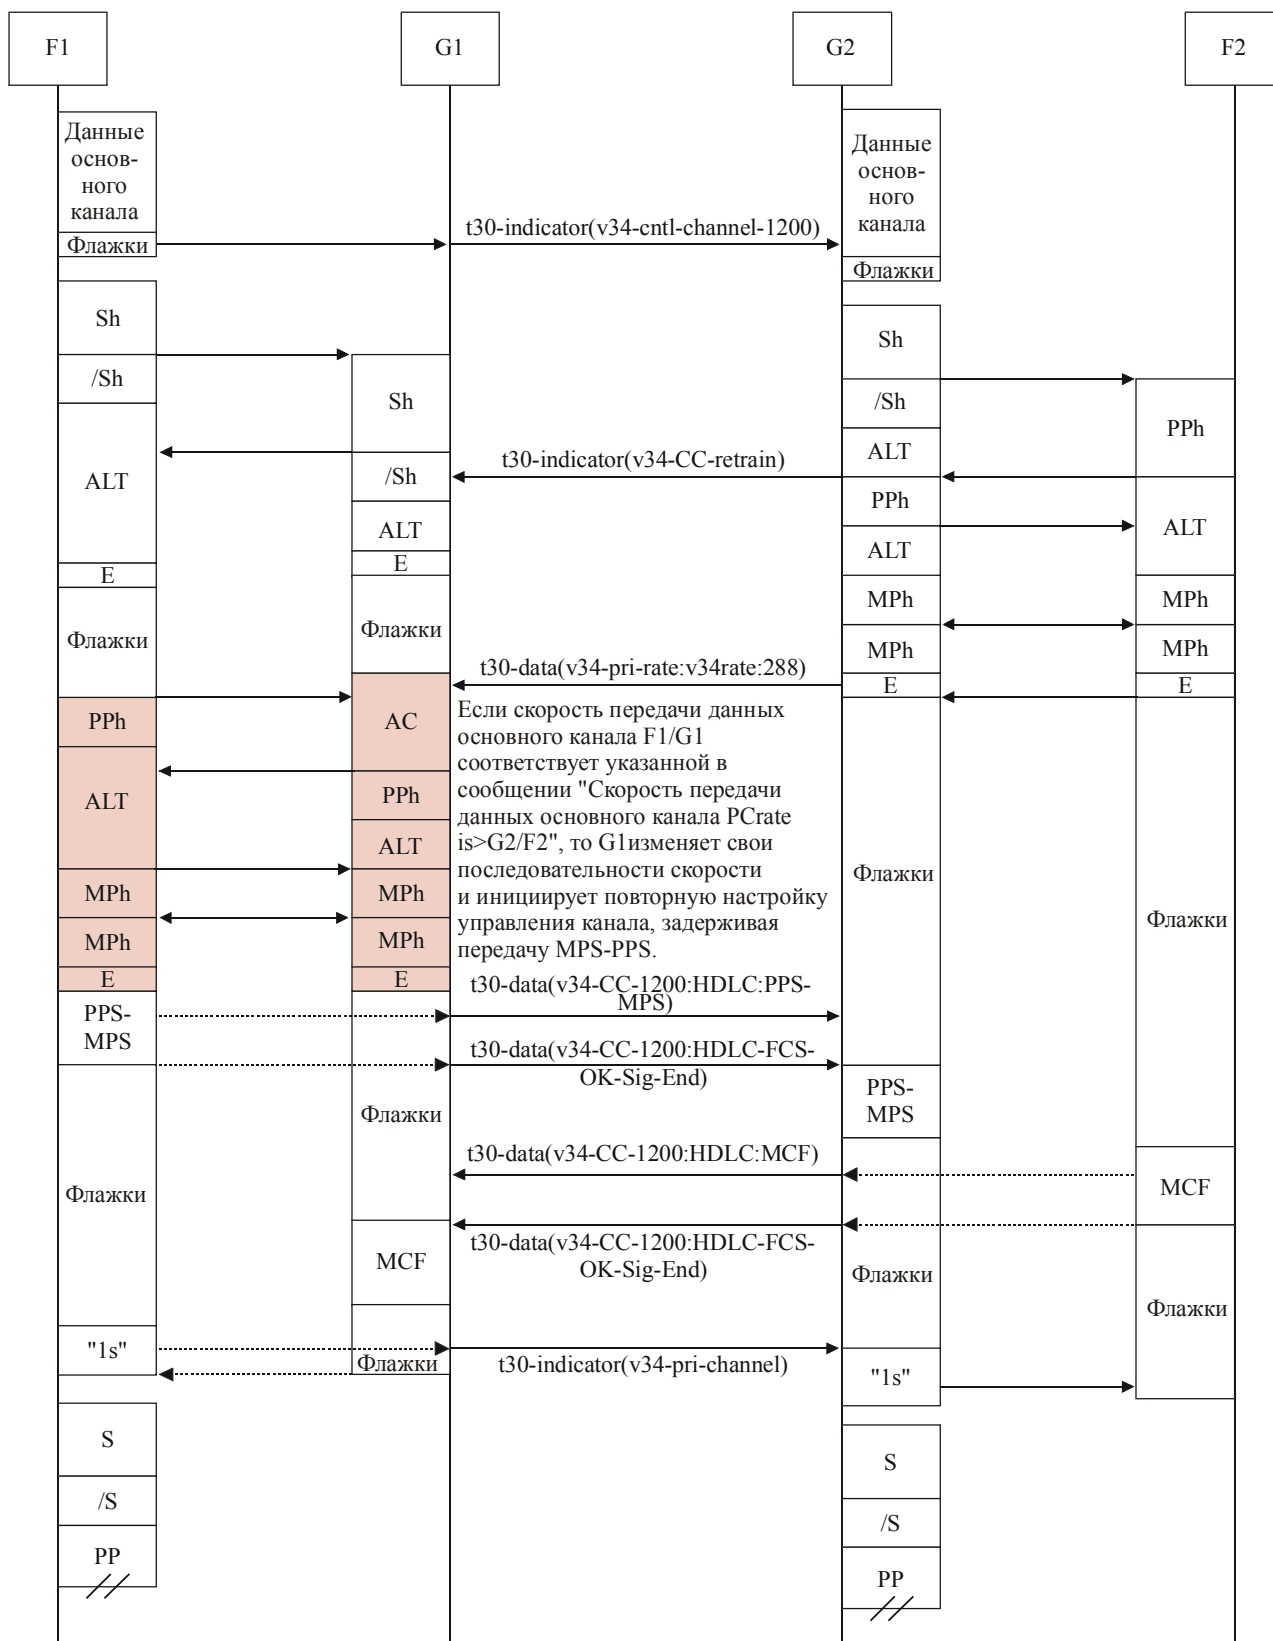 F1
G1
G2
F2
Данные
основ-
ного
канала
Флажки
Данные
основ-
ного
канала
Флажки
t30-indicator(v34-cntl-channel-1200)
Sh
/Sh
ALT
E
Флажки
Sh
/Sh
ALT
E
Флажки
t30-indicator(v34-CC-retrain)
Sh
/Sh
ALT
PPh
ALT
MPh
MPh
E
PPh
ALT
MPh
MPh
E
t30-data(v34-pri-rate:v34rate:288)
PPh
ALT
MPh
MPh
E
AC
PPh
ALT
MPh
MPh
E
Если скорость передачи данных
основного канала F1/G1
соответствует указанной в
сообщении "Скорость передачи
данных основного канала PCrate
is>G2/F2", то G1изменяет свои
последовательности скорости
и инициирует повторную настройку
управления канала, задерживая
передачу MPS-PPS.
Флажки
Флажки
t30-data(v34-CC-1200:HDLC:PPS-
MPS)
PPS-
MPS
t30-data(v34-CC-1200:HDLC-FCS-
OK-Sig-End)
PPS-
MPS
Флажки
t30-data(v34-CC-1200:HDLC:MCF)
MCF
Флажки
t30-data(v34-CC-1200:HDLC-FCS-
OK-Sig-End)
MCF
Флажки
Флажки
"1s"
Флажки
t30-indicator(v34-pri-channel)
"1s"
S
/S
PP
S
/S
PP